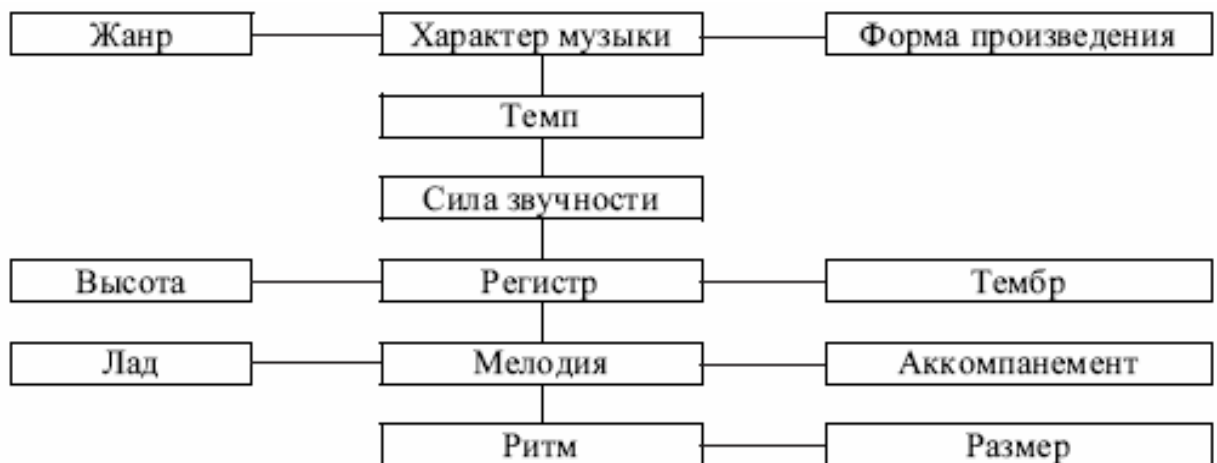 Жанр
Характер музыки
Форма произведения
Темп
Сила звучности
Высота
Регистр
Тембр
Лад
Мелодия
Аккомпанемент
Ритм
Размер